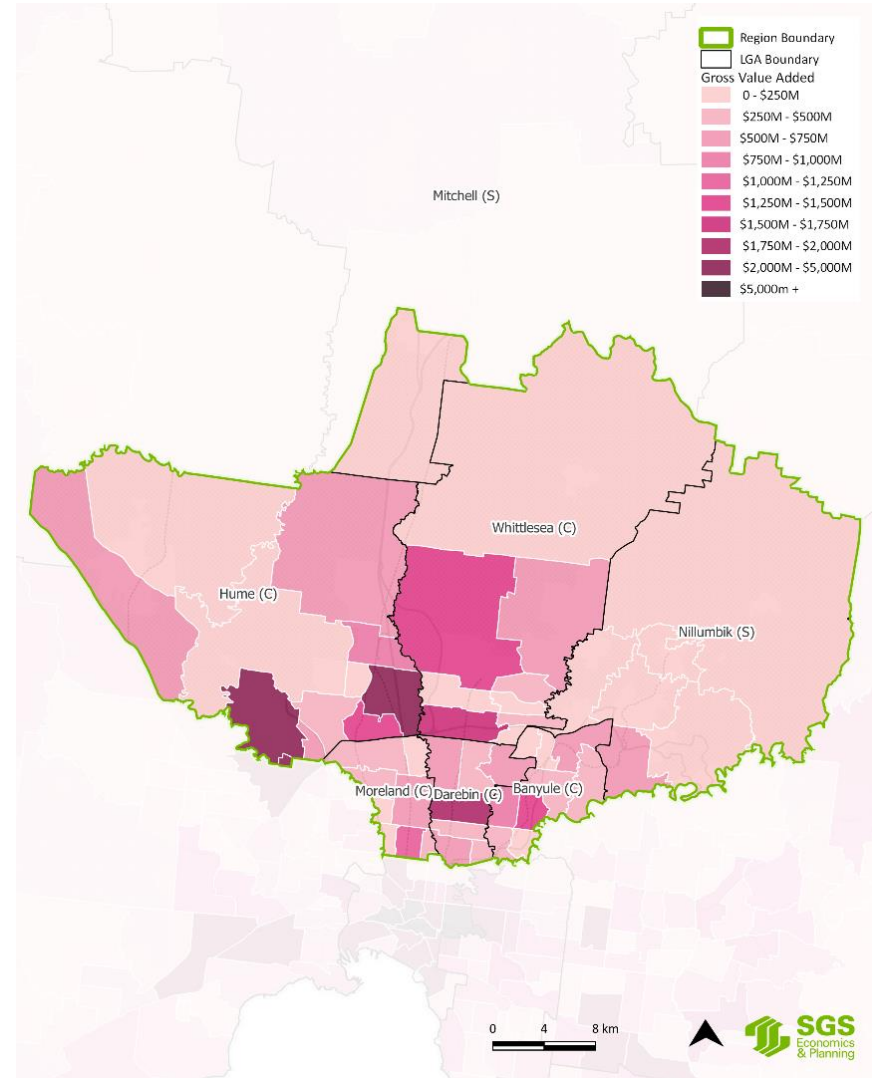 Region Boundary
LGA Boundary
Gross Value Added
0 - $250M
$250M - $500M
$500M - $750M
$750M - $1,000M
$1,000M - $1,250M
$1,250M - $1,500M
$1,500M - $1,750M
$1,750M - $2,000M
$2,000M - $5,000M
$5,000m +
Mitchell (S)
Whittlesea (C)
Hume (C)
Nillumbik (S)
Moreland (C)
Darebin (C)
Banyule (C)
0 4 8 km
SGS
Economics
& Planning